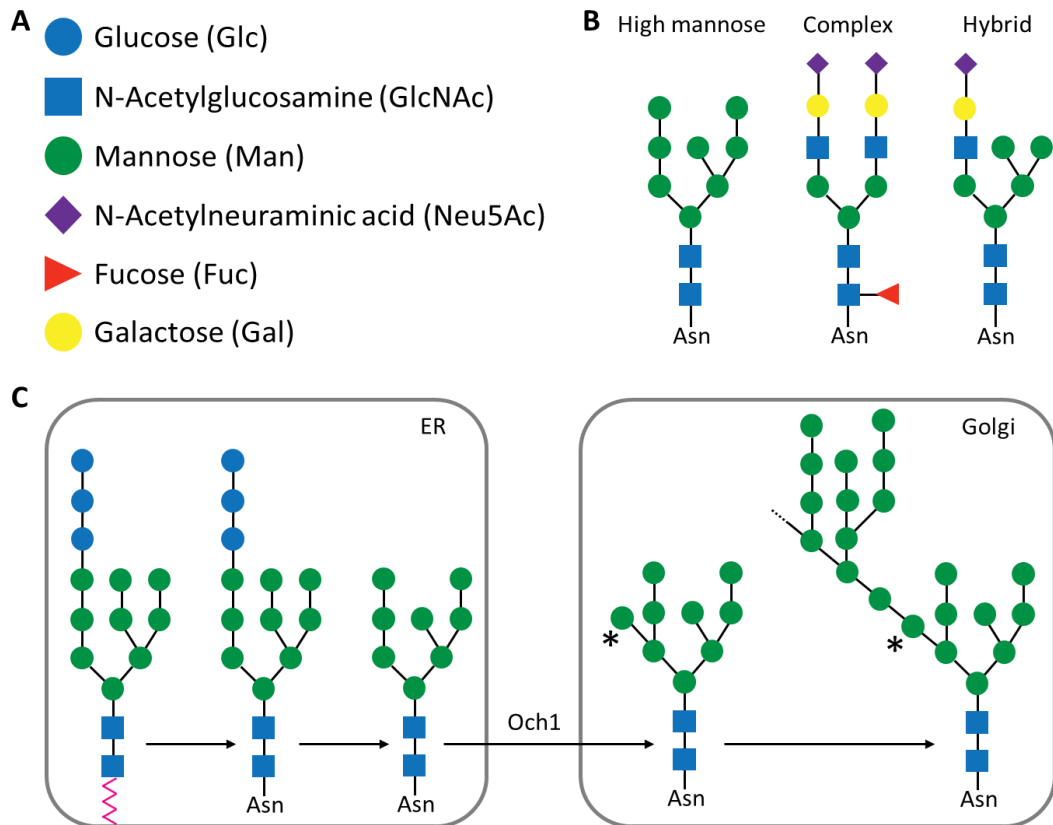 A
Glucose (Glc)
N-Acetylglucosamine (GlcNAc)
Mannose (Man)
N-Acetylneuraminic acid (Neu5Ac)
Fucose (Fuc)
Galactose (Gal)
B
High mannose Complex Hybrid
Asn Asn Asn
C
ER
Golgi
*
*
Och1
Asn Asn Asn Asn